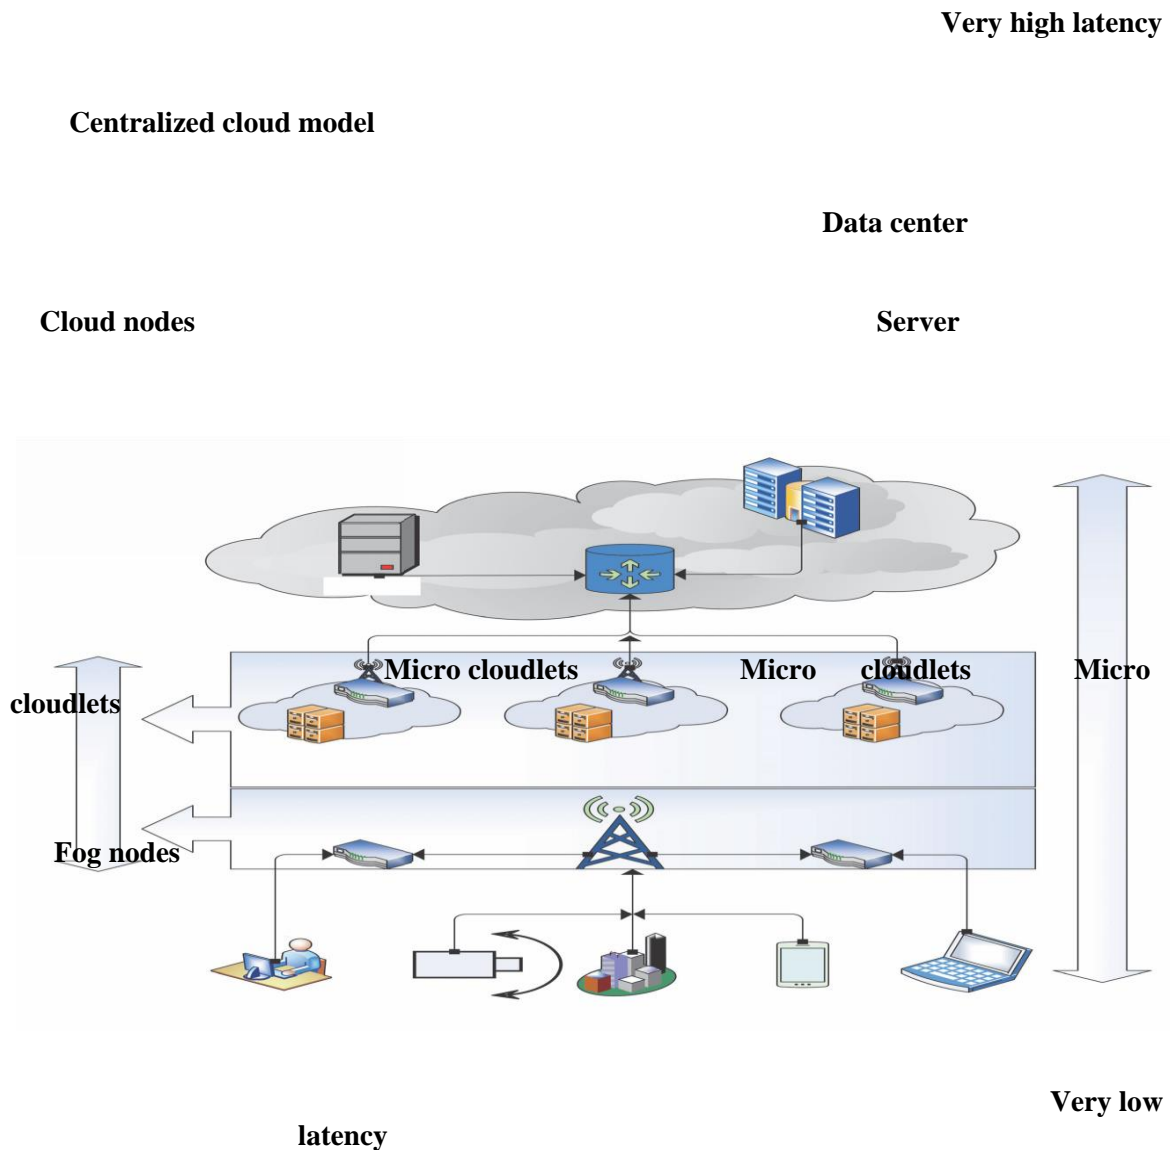 Very high latency
Centralized cloud model
Data center
Cloud nodes Server
Micro cloudlets Micro cloudlets Micro
cloudlets
Fog nodes
Very low
latency